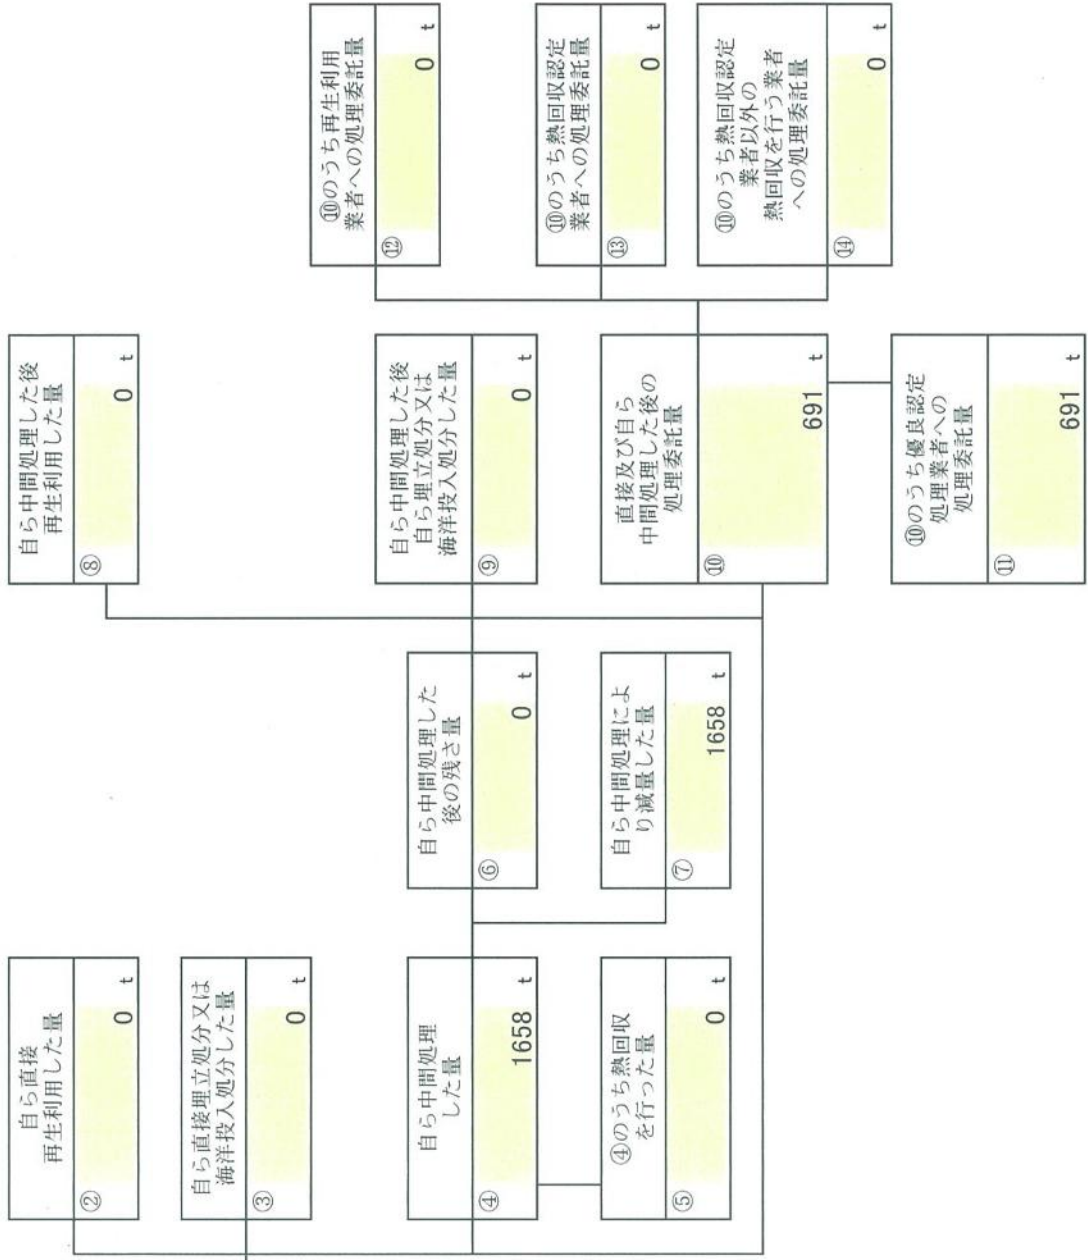 自ら直接
再生利用した量
② 0 t
自ら直接埋立処分又は
海洋投入処分した量
③ 0 t
自ら中間処理
した量
④ 1658 t
④のうち熱回収
を行った量
⑤ 0 t
自ら中間処理した
後の残さ量
⑥ 0 t
自ら中間処理によ
り減量した量
⑦ 1658 t
自ら中間処理した後
再生利用した量
⑧ 0 t
自ら中間処理した後
自ら埋立処分又は
海洋投入処分した量
⑨ 0 t
直接及び自ら
中間処理した後の
処理委託量
⑩ 691 t
⑩のうち優良認定
処理業者への
処理委託量
⑪ 691 t
⑩のうち再生利用
業者への処理委託量
⑫ 0 t
⑩のうち熱回収認定
業者への処理委託量
⑬ 0 t
⑩のうち熱回収認定
業者以外の
熱回収を行う業者
への処理委託量
⑭ 0 t